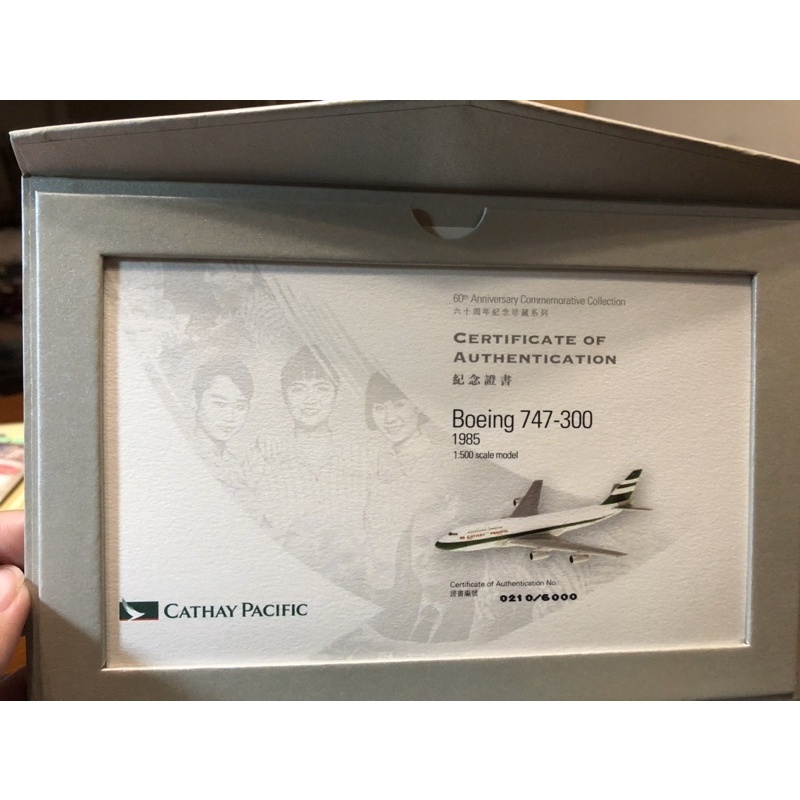 60th Anniversary Commemorative Collection
六十周年紀念珍藏系列
CERTIFICATE OF
AUTHENTICATION
紀念證書
Boeing 747-300
1985
1:500 scale model
CATHAY PACIFIC
Certificate of Authentication No.
證書編號 0210/6000
CATHAY PACIFIC